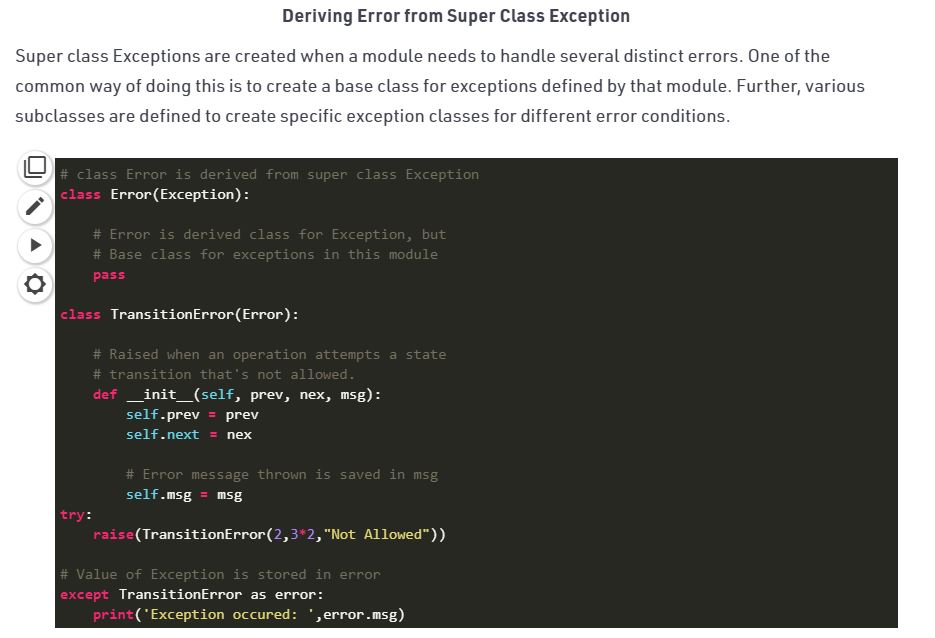 Deriving Error from Super Class Exception
Super class Exceptions are created when a module needs to handle several distinct errors. One of the
common way of doing this is to create a base class for exceptions defined by that module. Further, various
subclasses are defined to create specific exception classes for different error conditions.
# class Error is derived from super class Exception
class Error(Exception):
    # Error is derived class for Exception, but
    # Base class for exceptions in this module
    pass
class TransitionError(Error):
    # Raised when an operation attempts a state
    # transition that's not allowed.
    def __init__(self, prev, nex, msg):
        self.prev = prev
        self.next = nex
        # Error message thrown is saved in msg
        self.msg = msg
try:
    raise(TransitionError(2,3*2,"Not Allowed"))
# Value of Exception is stored in error
except TransitionError as error:
    print('Exception occured: ',error.msg)